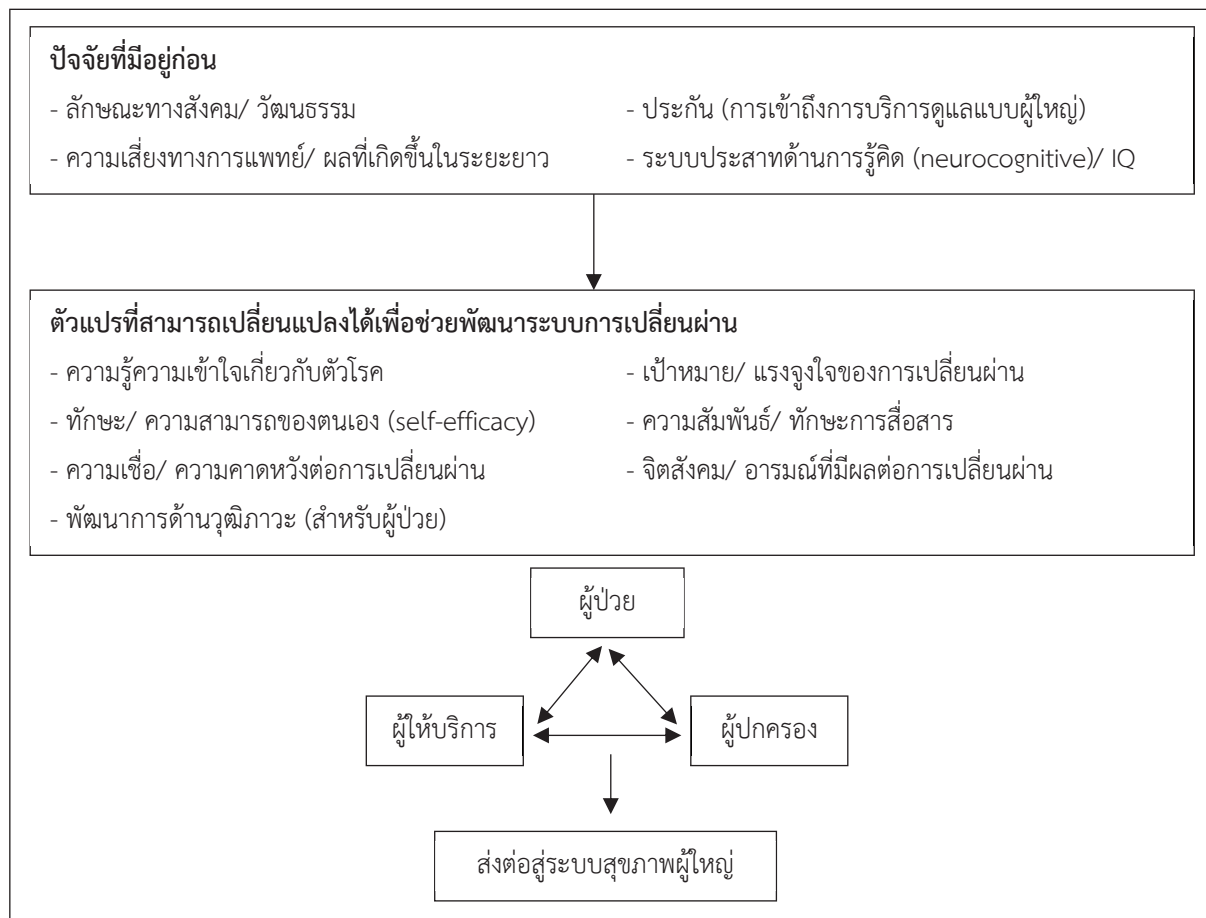 ปัจจัยที่มีอยู่ก่อน
- ลักษณะทางสังคม/ วัฒนธรรม
- ประกัน (การเข้าถึงการบริการดูแลแบบผู้ใหญ่)
- ความเสี่ยงทางการแพทย์/ ผลที่เกิดขึ้นในระยะยาว
- ระบบประสาทด้านการรู้คิด (neurocognitive)/ IQ
ตัวแปรที่สามารถเปลี่ยนแปลงได้เพื่อช่วยพัฒนาระบบการเปลี่ยนผ่าน
- ความรู้ความเข้าใจเกี่ยวกับตัวโรค
- เป้าหมาย/ แรงจูงใจของการเปลี่ยนผ่าน
- ทักษะ/ ความสามารถของตนเอง (self-efficacy)
- ความสัมพันธ์/ ทักษะการสื่อสาร
- ความเชื่อ/ ความคาดหวังต่อการเปลี่ยนผ่าน
- จิตสังคม/ อารมณ์ที่มีผลต่อการเปลี่ยนผ่าน
- พัฒนาการด้านวุฒิภาวะ (สำหรับผู้ป่วย)
ผู้ป่วย
ผู้ให้บริการ
ผู้ปกครอง
ส่งต่อสู่ระบบสุขภาพผู้ใหญ่